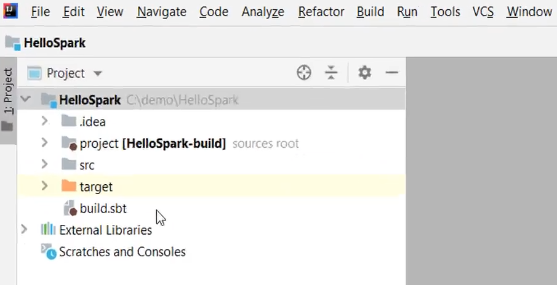 File Edit View Navigate Code Analyze Refactor Build Run Tools VCS Window
HelloSpark
1: Project
Project
HelloSpark C:\demo\HelloSpark
.idea
project [HelloSpark-build] sources root
src
target
build.sbt
External Libraries
Scratches and Consoles